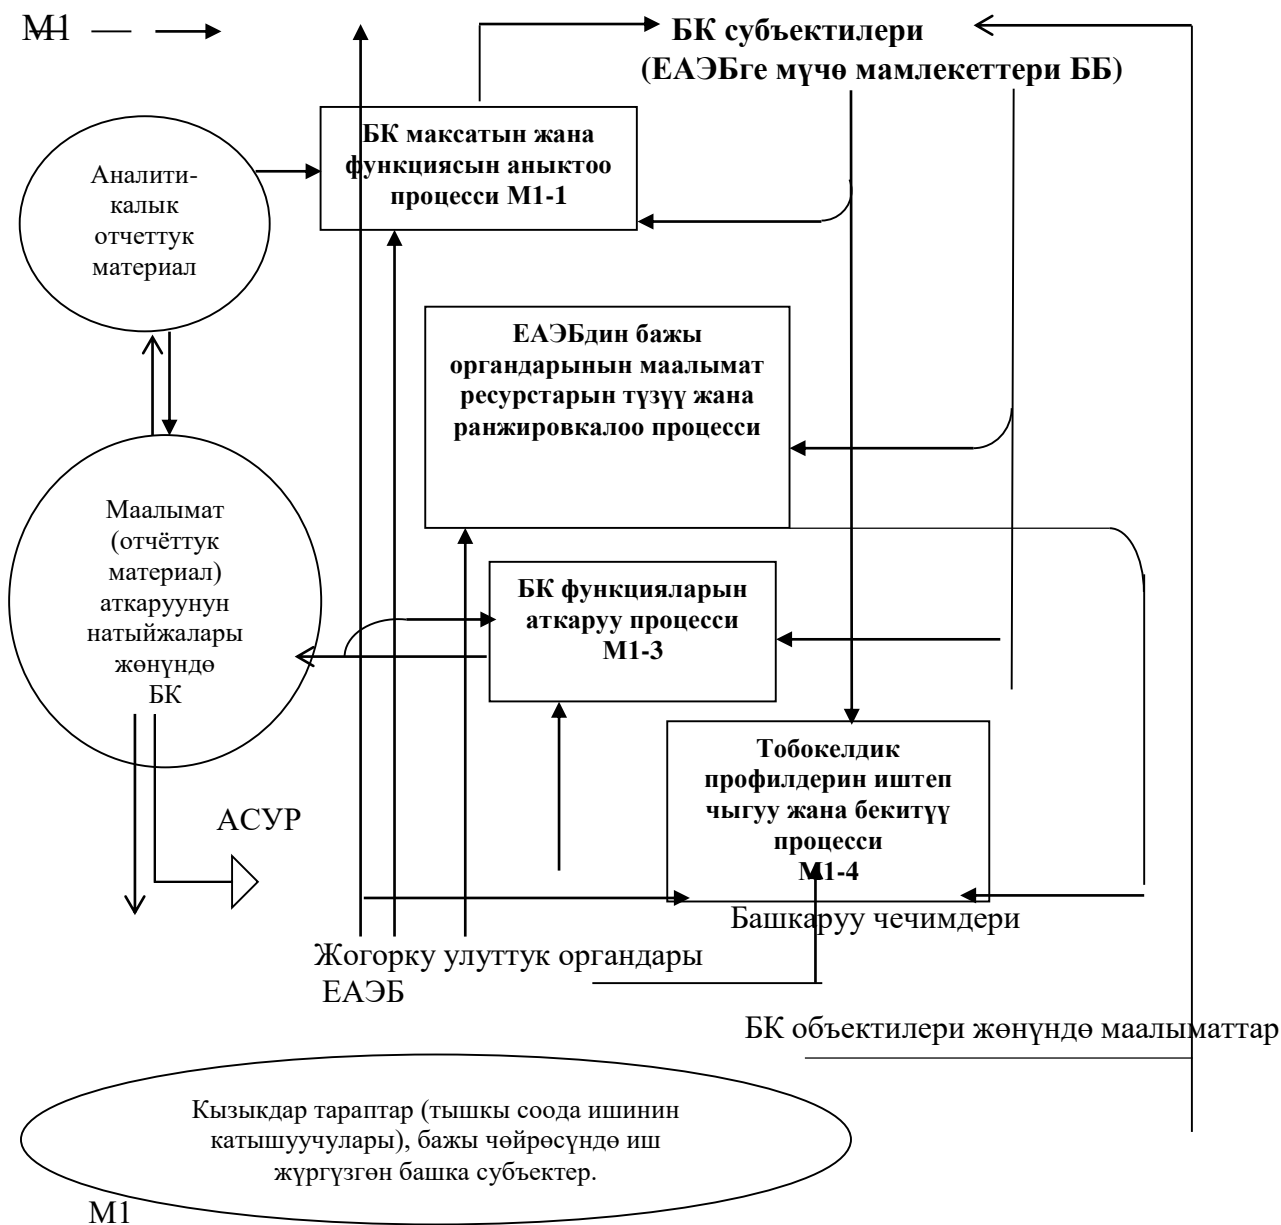 М1
БК субъектилери
(ЕАЭБге мүчө мамлекеттери ББ)
БК максатын жана
функциясын аныктоо
процесси М1-1
Аналити-
калык
отчеттук
материал
ЕАЭБдин бажы
органдарынын маалымат
ресурстарын түзүү жана
ранжировкалоо процесси
Маалымат
(отчёттук
материал)
аткаруунун
натыйжалары
жөнүндө
БК
БК функцияларын
аткаруу процесси
М1-3
Тобокелдик
профилдерин иштеп
чыгуу жана бекитүү
процесси
М1-4
АСУР
Башкаруу чечимдери
Жогорку улуттук органдары
ЕАЭБ
БК объектилери жөнүндө маалыматтар
Кызыкдар тараптар (тышкы соода ишинин
катышуучулары), бажы чөйрөсүндө иш
жүргүзгөн башка субъектер.
М1